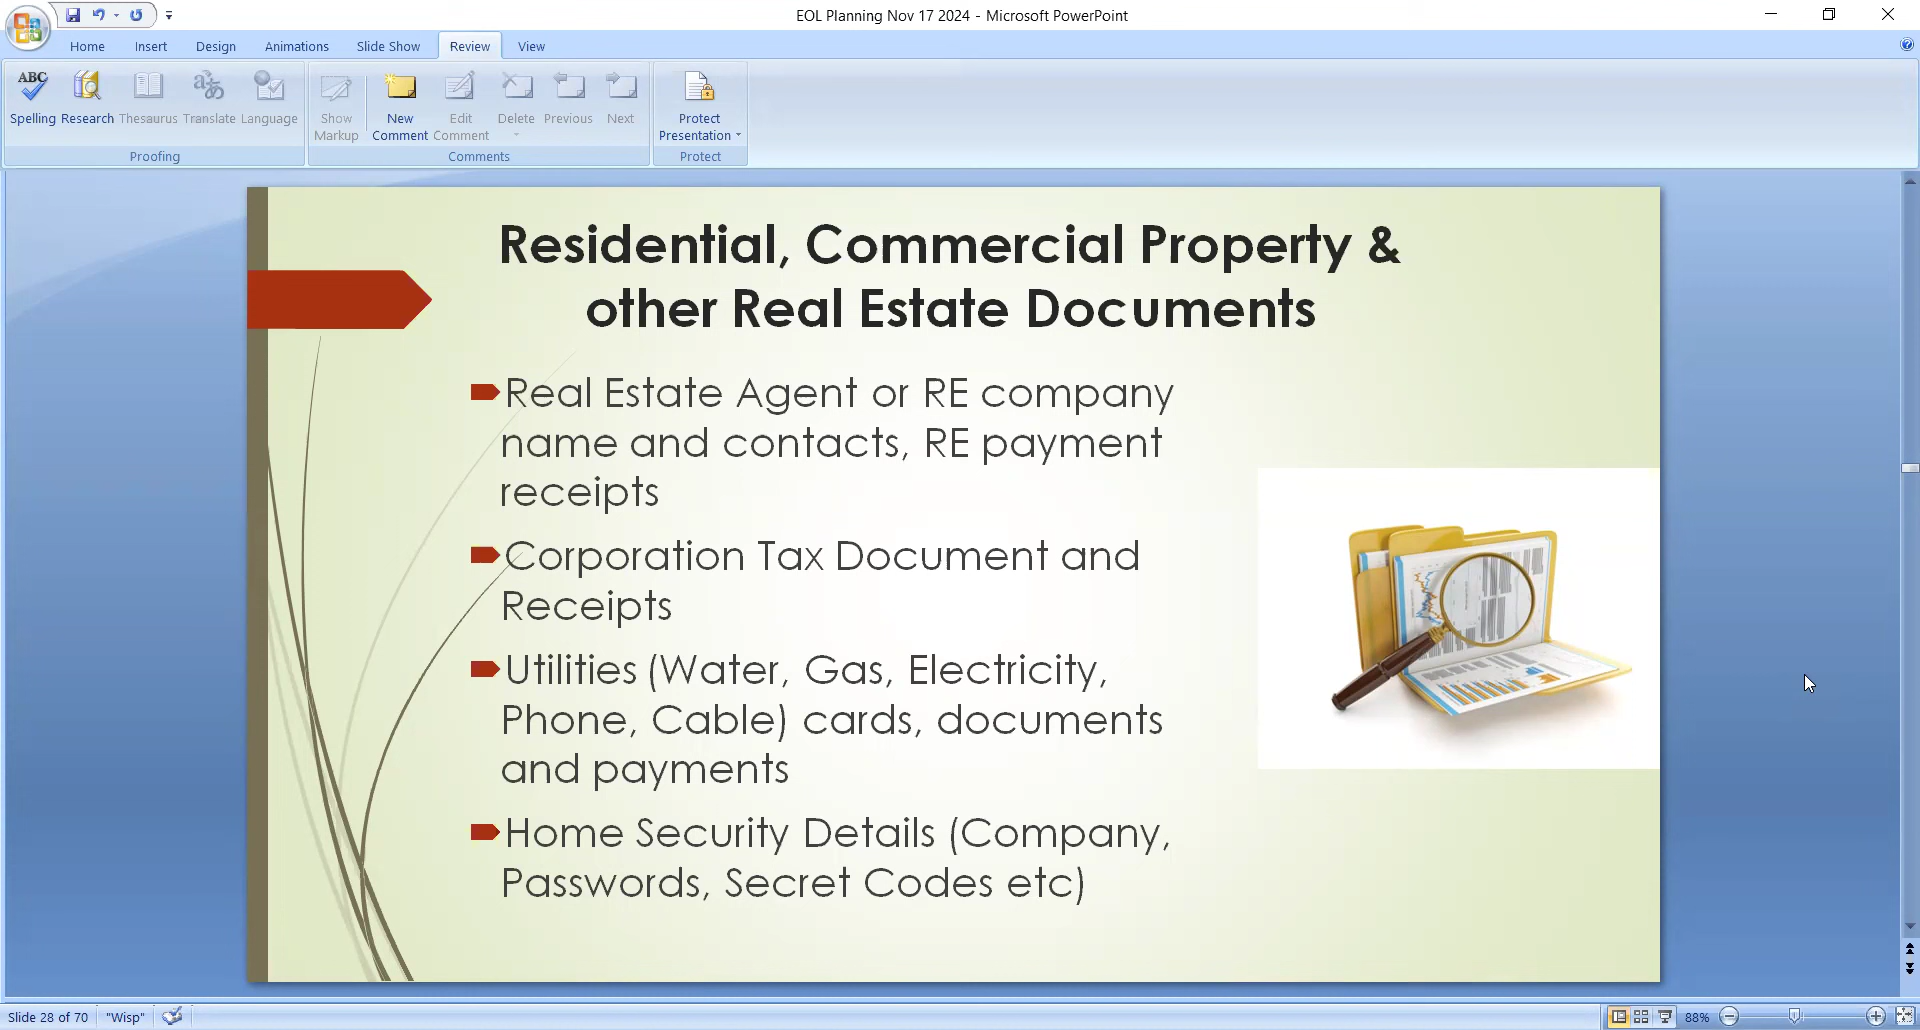 EOL Planning Nov 17 2024 - Microsoft PowerPoint
Home Insert Design Animations Slide Show Review View
ABC
Spelling Research Thesaurus Translate Language
Show Markup
New Comment
Edit Comment
Delete Previous Next
Protect Presentation
Proofing Comments Protect
Residential, Commercial Property &
other Real Estate Documents
Real Estate Agent or RE company
name and contacts, RE payment
receipts
Corporation Tax Document and
Receipts
Utilities (Water, Gas, Electricity,
Phone, Cable) cards, documents
and payments
Home Security Details (Company,
Passwords, Secret Codes etc)
Slide 28 of 70 "Wisp" 88%